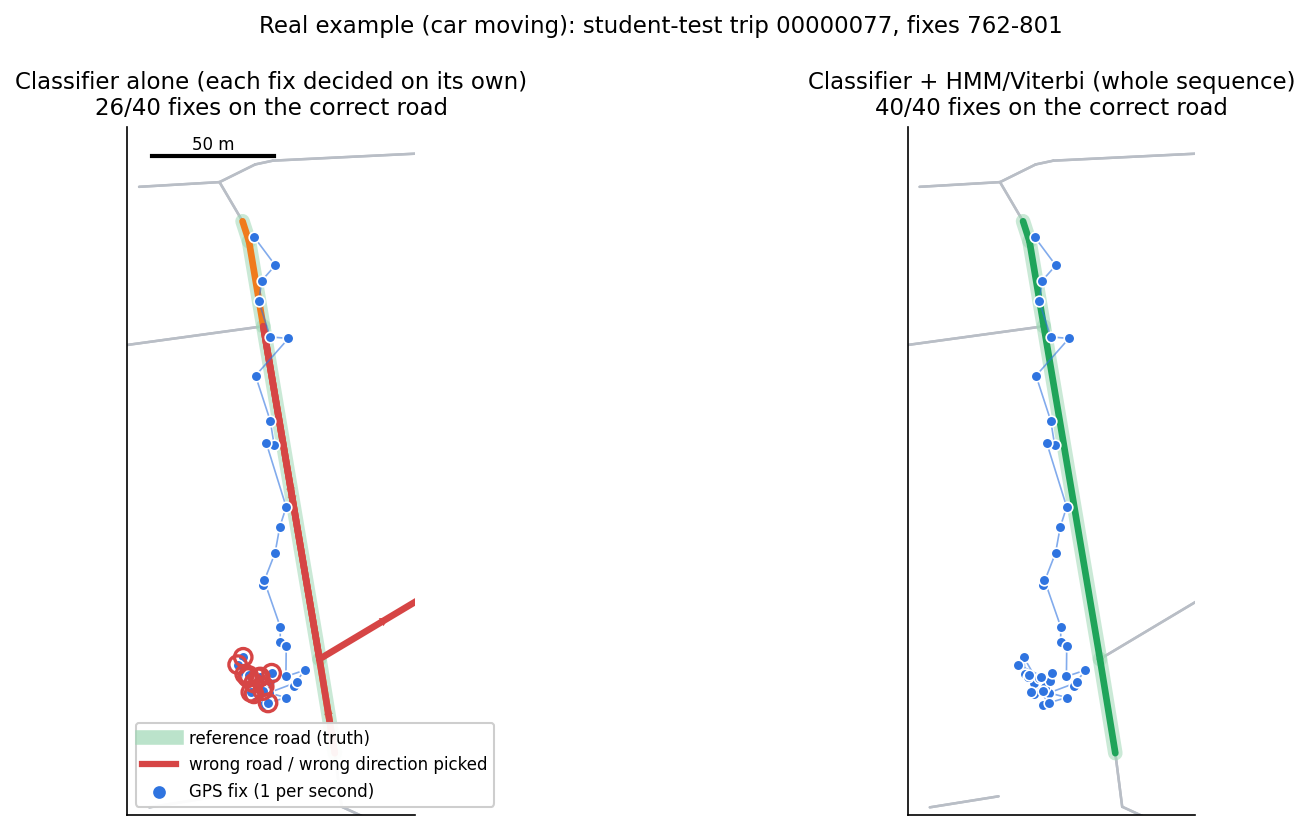 Real example (car moving): student-test trip 00000077, fixes 762-801
Classifier alone (each fix decided on its own)
26/40 fixes on the correct road
Classifier + HMM/Viterbi (whole sequence)
40/40 fixes on the correct road
50 m
reference road (truth)
wrong road / wrong direction picked
GPS fix (1 per second)